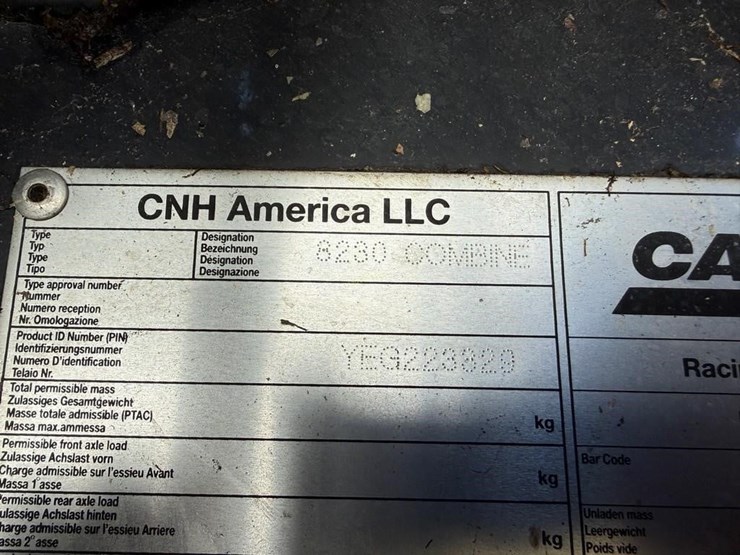 CNH America LLC
Type
Typ
Type
Tipo
Designation
Bezeichnung
Désignation
Designazione
8230 COMBINE
Type approval number
Nummer
Numero reception
Nr. Omologazione
Product ID Number (PIN)
Identifizierungsnummer
Numero D'identification
Telaio Nr.
Total permissible mass
Zulassiges Gesamtgewicht
Masse totale admissible (PTAC)
Massa max.ammessa
kg
Permissible front axle load
Zulassige Achslast vorn
Charge admissible sur l'essieu Avant
Massa 1° asse
kg
Permissible rear axle load
ulassige Achslast hinten
harge admissible sur l'essieu Arriere
assa 2° asse
kg
CA
Raci
Bar Code
Unladen mass
Leergewicht
Poids vide